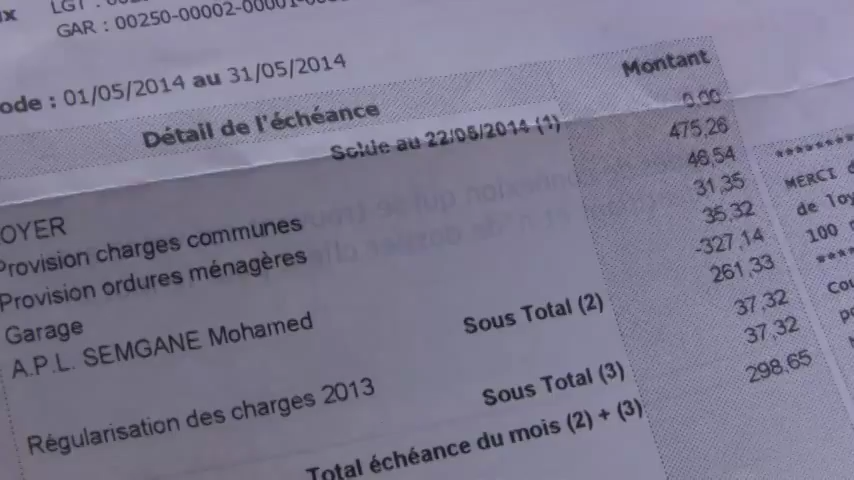 GAR : 00250-00002-00001-
ode : 01/05/2014 au 31/05/2014
Détail de l'échéance Montant
Solde au 22/05/2014 (1) 0,00
OYER 475,26
Provision charges communes 46,54
Provision ordures ménagères 31,35
Garage 35,32
A.P.L. SEMGANE Mohamed -327,14
Sous Total (2) 261,33
Régularisation des charges 2013 37,32
Sous Total (3) 37,32
Total échéance du mois (2) + (3) 298,65
**********
MERCI d
de loy
100
****
Cou
po